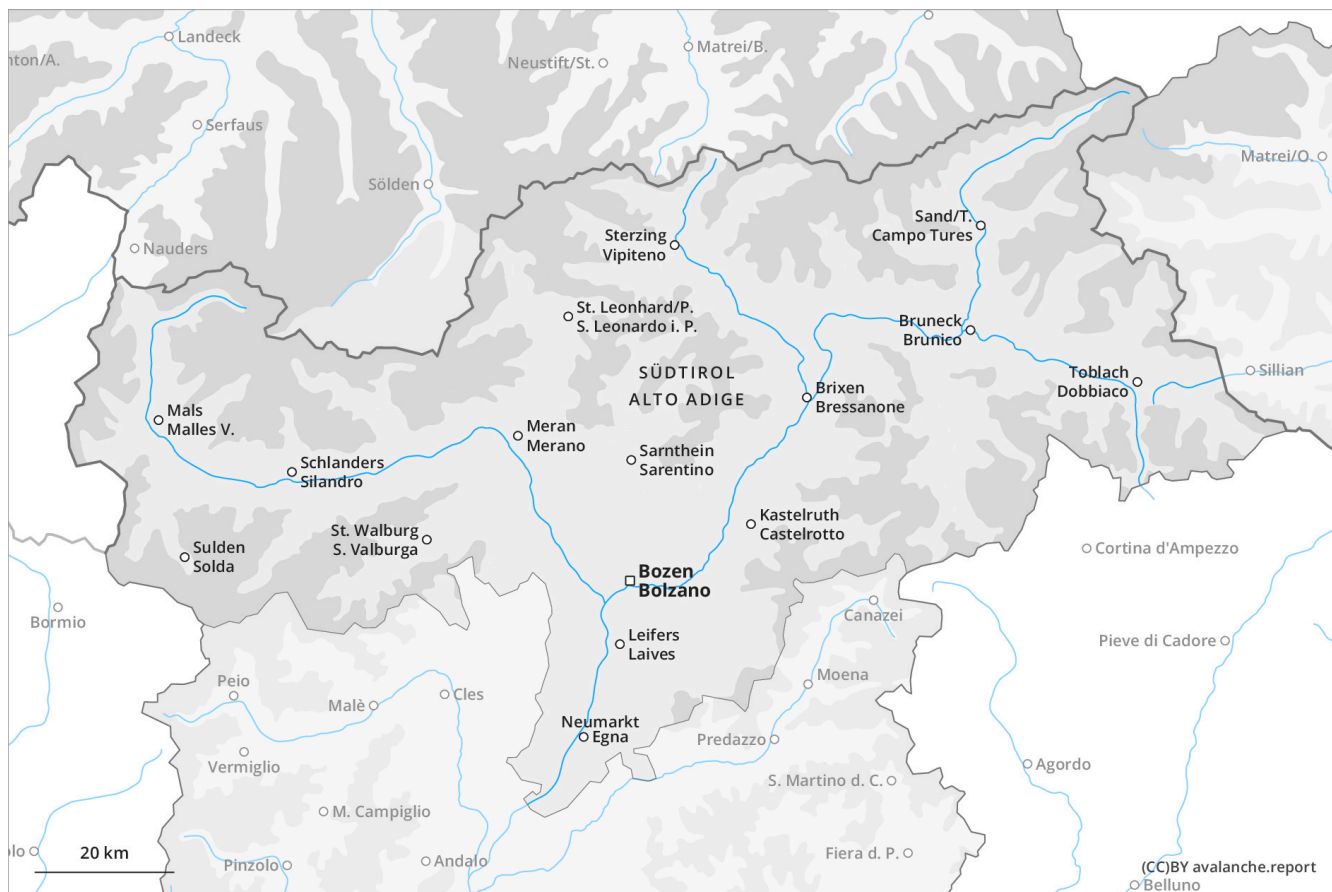 Landeck
nton/A.
Matrei/B.
Neustift/St.
Serfaus
Matrei/O.
Sölden
Sand/T.
Campo Tures
Sterzing
Vipiteno
Nauders
St. Leonhard/P.
S. Leonardo i. P.
Bruneck
Brunico
SÜDTIROL
ALTO ADIGE
Toblach
Dobbiaco
Sillian
Brixen
Bressanone
Mals
Malles V.
Meran
Merano
Sarnthein
Sarentino
Schlanders
Silandro
Kastelruth
Castelrotto
St. Walburg
S. Valburga
Sulden
Solda
Cortina d'Ampezzo
Bozen
Bolzano
Bormio
Canazei
Leifers
Laives
Pieve di Cadore
Peio
Moena
Cles
Malè
Neumarkt
Egna
Predazzo
Vermiglio
Agordo
S. Martino d. C.
M. Campiglio
20 km
olo
Pinzolo
Andalo
Fiera d. P.
(CC)BY avalanche.report
Belluno